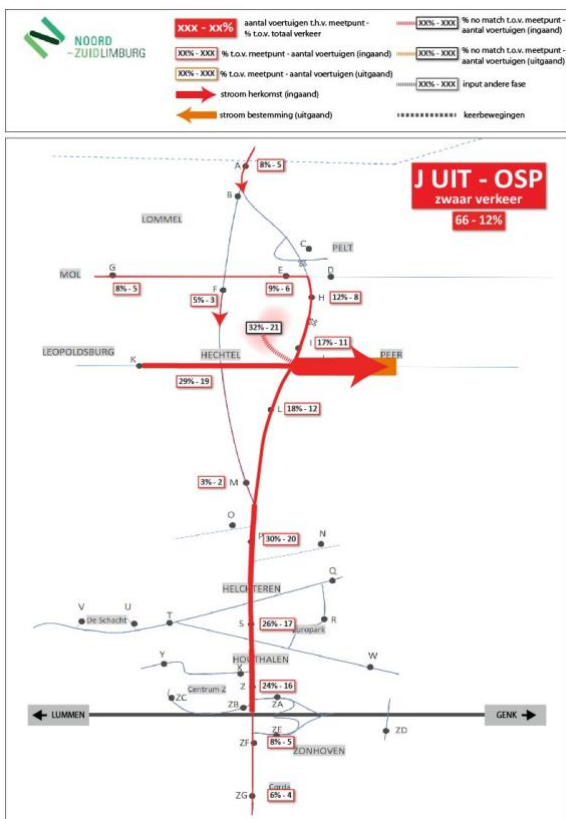 NOORD
-ZUIDLIMBURG
xxx - xx%
aantal voertuigen t.h.v. meetpunt -
% t.o.v. totaal verkeer
XX% - XXX
% t.o.v. meetpunt - aantal voertuigen (ingaand)
XX% - XXX
% t.o.v. meetpunt - aantal voertuigen (uitgaand)
stroom herkomst (ingaand)
stroom bestemming (uitgaand)
XX% - XXX
% no match t.o.v. meetpunt -
aantal voertuigen (ingaand)
XX% - XXX
% no match t.o.v. meetpunt -
aantal voertuigen (uitgaand)
XX% - XXX
input andere fase
keerbewegingen
J UIT - OSP
zwaar verkeer
66 - 12%
A
8% - 5
B
LOMMEL
C
PELT
MOL
G
E
D
8% - 5
F
9% - 6
5% - 3
H
12% - 8
32% - 21
I
17% - 11
LEOPOLDSBURG
HECHTEL
PEER
K
29% - 19
L
18% - 12
3% - 2
M
O
P
30% - 20
N
Q
HELCHTEREN
V
U
T
De Schacht
S
26% - 17
R
Europark
Y
HOUTHALEN
W
X
Z
24% - 16
Centrum Z
ZC
ZB
ZA
LUMMEN
GENK
ZE
ZD
ZF
8% - 5
ZONHOVEN
ZG
6% - 4